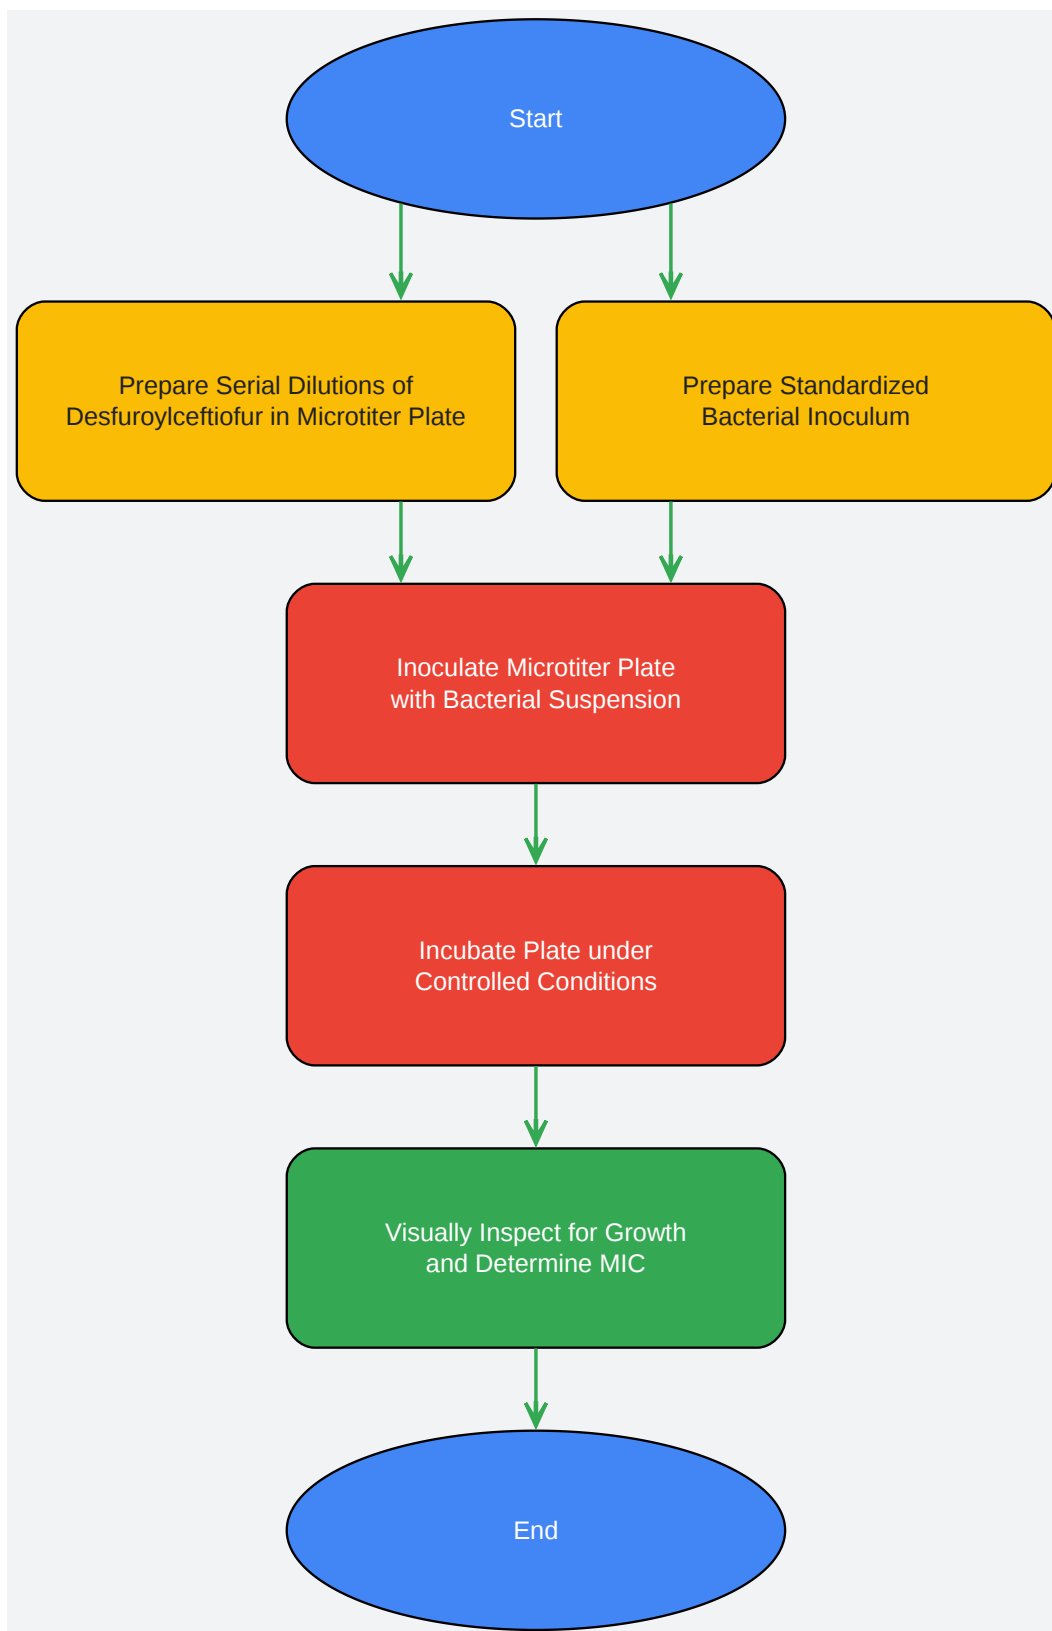 Start
Prepare Serial Dilutions of
Desfuroylceftiofur in Microtiter Plate
Prepare Standardized
Bacterial Inoculum
Inoculate Microtiter Plate
with Bacterial Suspension
Incubate Plate under
Controlled Conditions
Visually Inspect for Growth
and Determine MIC
End